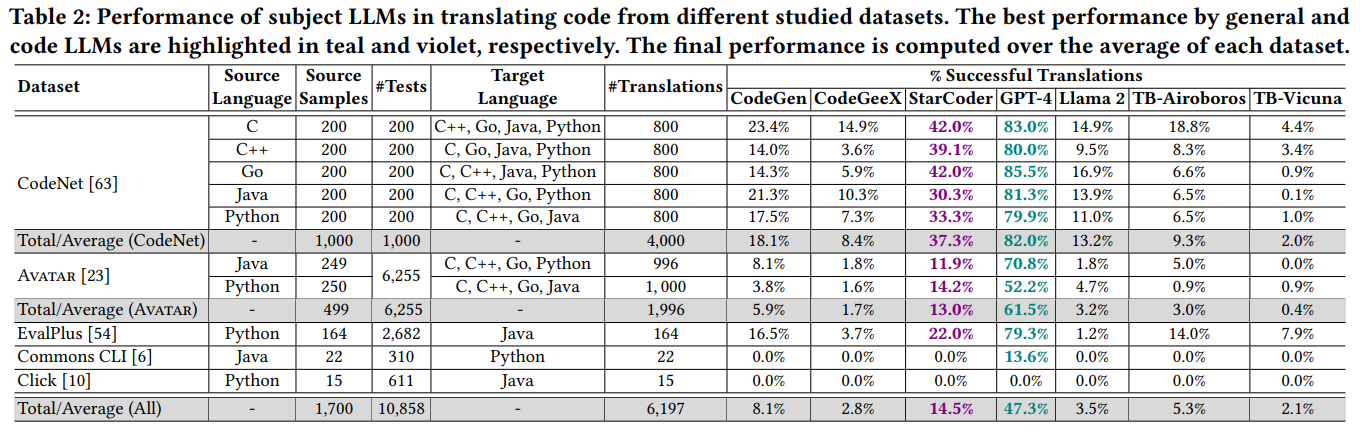 Table 2: Performance of subject LLMs in translating code from different studied datasets. The best performance by general and
code LLMs are highlighted in teal and violet, respectively. The final performance is computed over the average of each dataset.
Dataset Source Language Source Samples #Tests Target Language #Translations % Successful Translations
CodeGen CodeGeeX StarCoder GPT-4 Llama 2 TB-Airoboros TB-Vicuna
CodeNet [63] C 200 200 C++, Go, Java, Python 800 23.4% 14.9% 42.0% 83.0% 14.9% 18.8% 4.4%
C++ 200 200 C, Go, Java, Python 800 14.0% 3.6% 39.1% 80.0% 9.5% 8.3% 3.4%
Go 200 200 C, C++, Java, Python 800 14.3% 5.9% 42.0% 85.5% 16.9% 6.6% 0.9%
Java 200 200 C, C++, Go, Python 800 21.3% 10.3% 30.3% 81.3% 13.9% 6.5% 0.1%
Python 200 200 C, C++, Go, Java 800 17.5% 7.3% 33.3% 79.9% 11.0% 6.5% 1.0%
Total/Average (CodeNet) - 1,000 1,000 - 4,000 18.1% 8.4% 37.3% 82.0% 13.2% 9.3% 2.0%
Avatar [23] Java 249 6,255 C, C++, Go, Python 996 8.1% 1.8% 11.9% 70.8% 1.8% 5.0% 0.0%
Python 250 C, C++, Go, Java 1,000 3.8% 1.6% 14.2% 52.2% 4.7% 0.9% 0.9%
Total/Average (Avatar) - 499 6,255 - 1,996 5.9% 1.7% 13.0% 61.5% 3.2% 3.0% 0.4%
EvalPlus [54] Python 164 2,682 Java 164 16.5% 3.7% 22.0% 79.3% 1.2% 14.0% 7.9%
Commons CLI [6] Java 22 310 Python 22 0.0% 0.0% 0.0% 13.6% 0.0% 0.0% 0.0%
Click [10] Python 15 611 Java 15 0.0% 0.0% 0.0% 0.0% 0.0% 0.0% 0.0%
Total/Average (All) - 1,700 10,858 - 6,197 8.1% 2.8% 14.5% 47.3% 3.5% 5.3% 2.1%